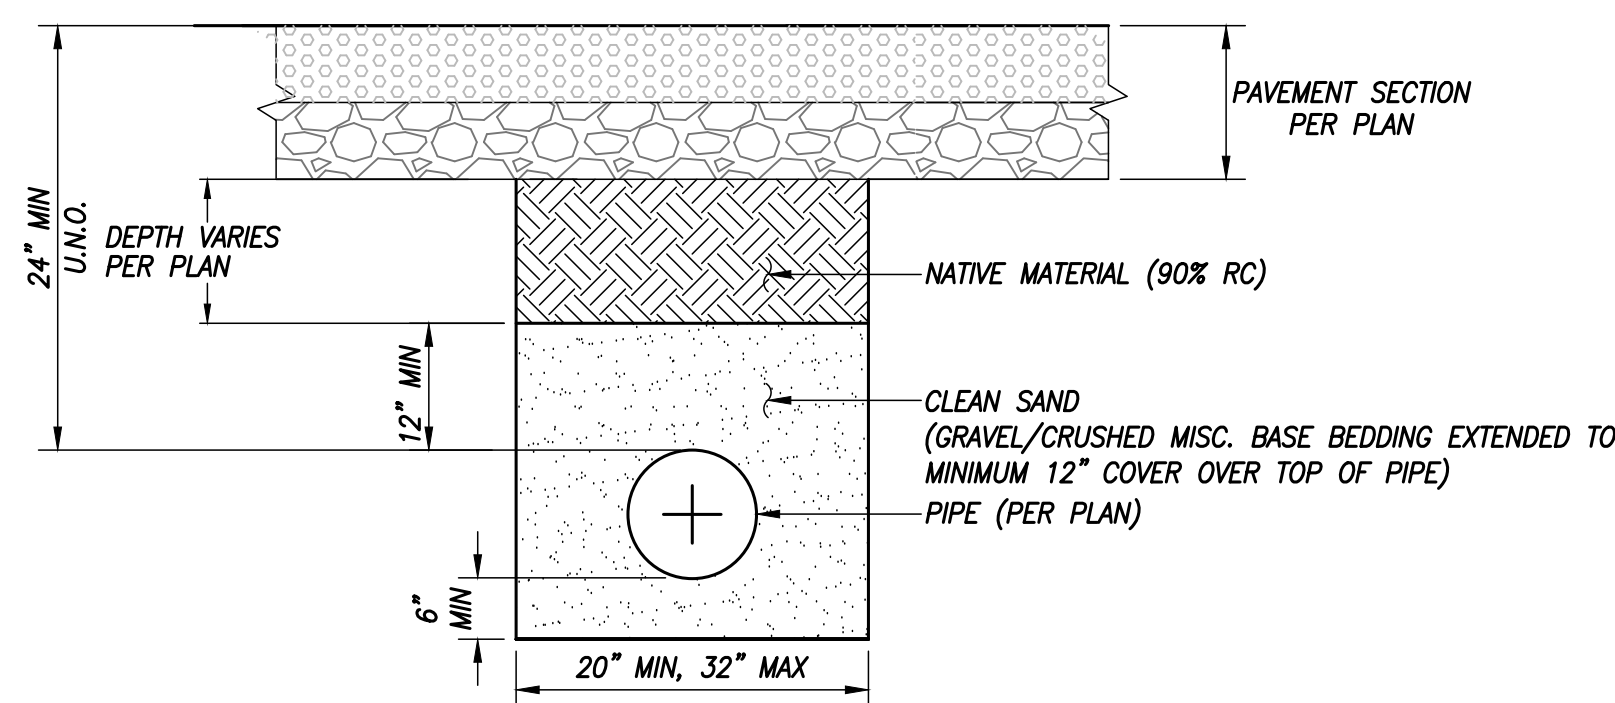 PAVEMENT SECTION
PER PLAN
24" MIN
U.N.O.
DEPTH VARIES
PER PLAN
NATIVE MATERIAL (90% RC)
12" MIN
CLEAN SAND
(GRAVEL/CRUSHED MISC. BASE BEDDING EXTENDED TO
MINIMUM 12" COVER OVER TOP OF PIPE)
PIPE (PER PLAN)
6"
MIN
20" MIN, 32" MAX